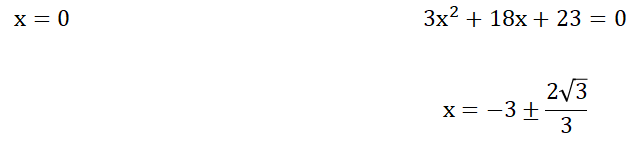 x = 0 3x² + 18x + 23 = 0
x = −3 ± 2√3/3